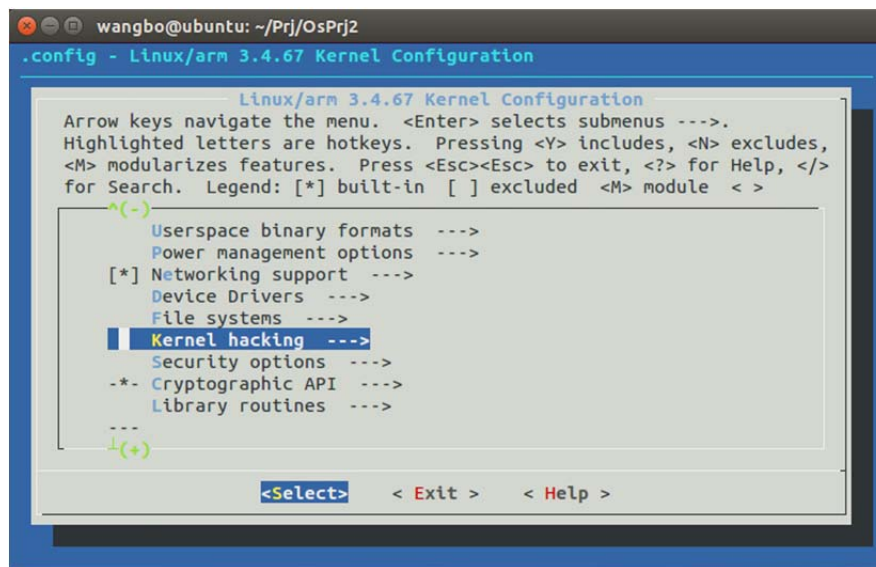 wangbo@ubuntu: ~/Prj/OsPrj2
.config - Linux/arm 3.4.67 Kernel Configuration
Linux/arm 3.4.67 Kernel Configuration
Arrow keys navigate the menu.  <Enter> selects submenus --->.
Highlighted letters are hotkeys.  Pressing <Y> includes, <N> excludes,
<M> modularizes features.  Press <Esc><Esc> to exit, <?> for Help, </>
for Search.  Legend: [*] built-in  [ ] excluded  <M> module  < >
^(-)
Userspace binary formats  --->
Power management options  --->
[*] Networking support  --->
Device Drivers  --->
File systems  --->
Kernel hacking  --->
Security options  --->
-*- Cryptographic API  --->
Library routines  --->
---
┴(+)
<Select>    < Exit >    < Help >